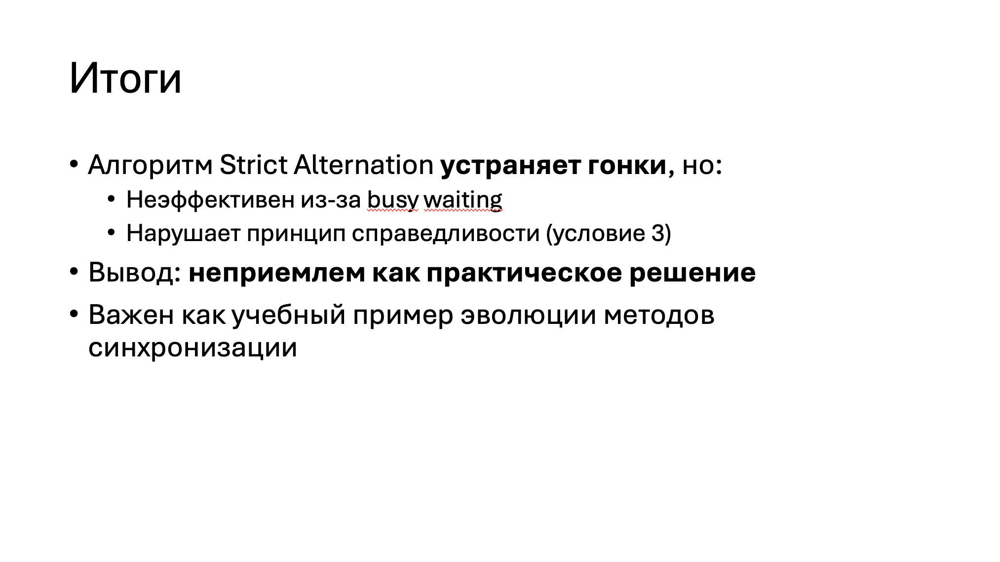 Итоги
• Алгоритм Strict Alternation устраняет гонки, но:
• Неэффективен из-за busy waiting
• Нарушает принцип справедливости (условие 3)
• Вывод: неприемлем как практическое решение
• Важен как учебный пример эволюции методов
синхронизации